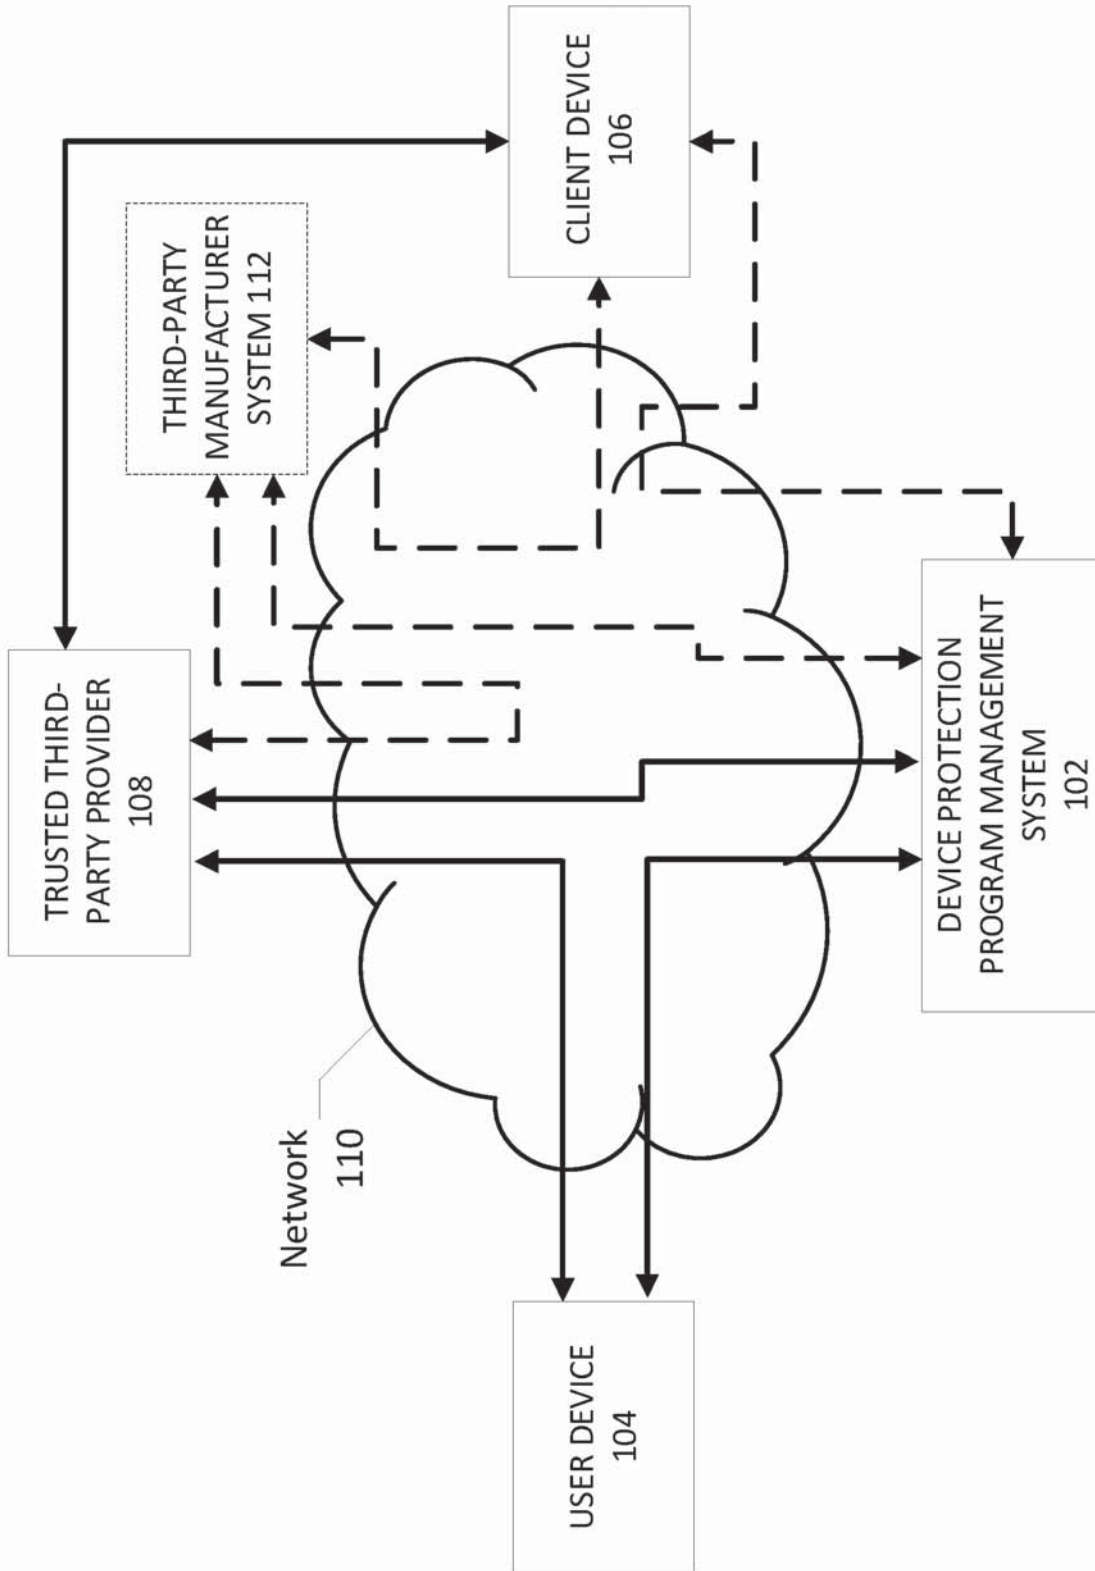 TRUSTED THIRD-
PARTY PROVIDER
108
THIRD-PARTY
MANUFACTURER
SYSTEM 112
Network
110
USER DEVICE
104
CLIENT DEVICE
106
DEVICE PROTECTION
PROGRAM MANAGEMENT
SYSTEM
102